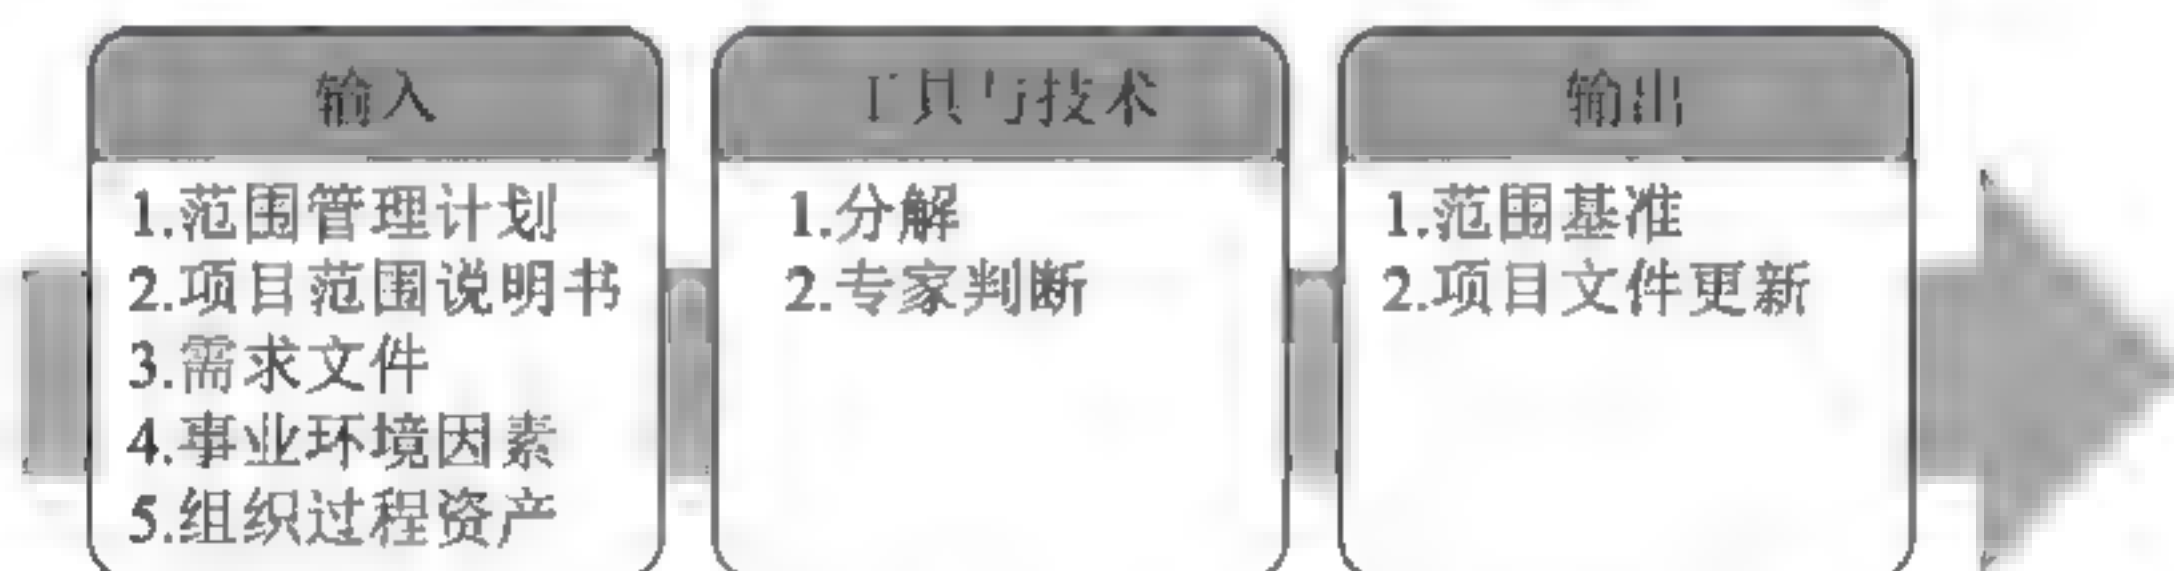 输入
1.范围管理计划
2.项目范围说明书
3.需求文件
4.事业环境因素
5.组织过程资产
工具与技术
1.分解
2.专家判断
输出
1.范围基准
2.项目文件更新